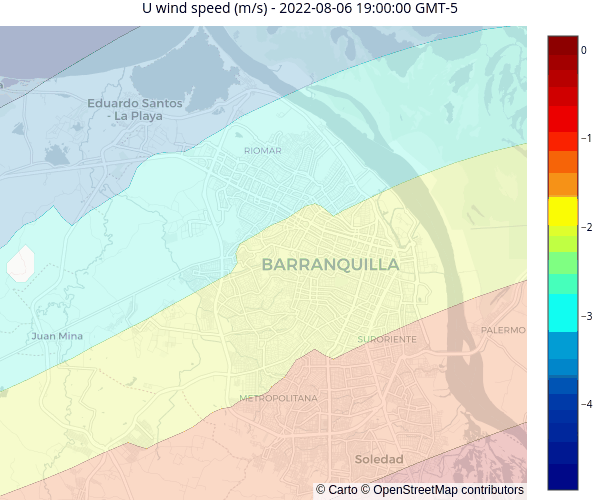 U wind speed (m/s) - 2022-08-06 19:00:00 GMT-5
Eduardo Santos
- La Playa
RIOMAR
BARRANQUILLA
Juan Mina
SURORIENTE
PALERMO
METROPOLITANA
Soledad
© Carto © OpenStreetMap contributors
0
−1
−2
−3
−4